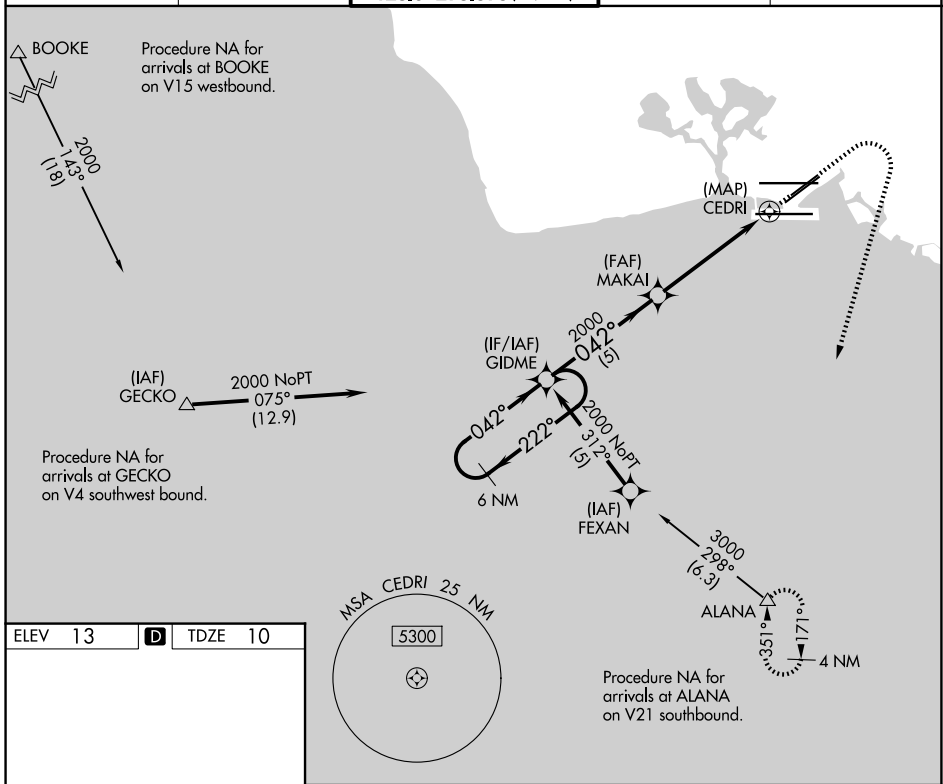 BOOKE
Procedure NA for
arrivals at BOOKE
on V15 westbound.
2000
143°
(18)
(MAP)
CEDRI
(FAF)
MAKAI
2000
042°
(5)
(IF/IAF)
GIDME
(IAF)
GECKO
2000 NoPT
075°
(12.9)
042°
222°
6 NM
2000 NoPT
312°
(5)
(IAF)
FEXAN
Procedure NA for
arrivals at GECKO
on V4 southwest bound.
3000
298°
(6.3)
ALANA
351°
171°
4 NM
MSA CEDRI 25 NM
5300
Procedure NA for
arrivals at ALANA
on V21 southbound.
ELEV 13 D TDZE 10